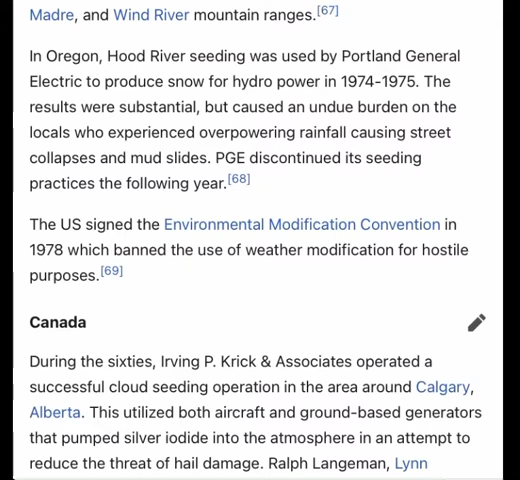 Madre, and Wind River mountain ranges.[67]
In Oregon, Hood River seeding was used by Portland General
Electric to produce snow for hydro power in 1974-1975. The
results were substantial, but caused an undue burden on the
locals who experienced overpowering rainfall causing street
collapses and mud slides. PGE discontinued its seeding
practices the following year.[68]
The US signed the Environmental Modification Convention in
1978 which banned the use of weather modification for hostile
purposes.[69]
Canada
During the sixties, Irving P. Krick & Associates operated a
successful cloud seeding operation in the area around Calgary,
Alberta. This utilized both aircraft and ground-based generators
that pumped silver iodide into the atmosphere in an attempt to
reduce the threat of hail damage. Ralph Langeman, Lynn